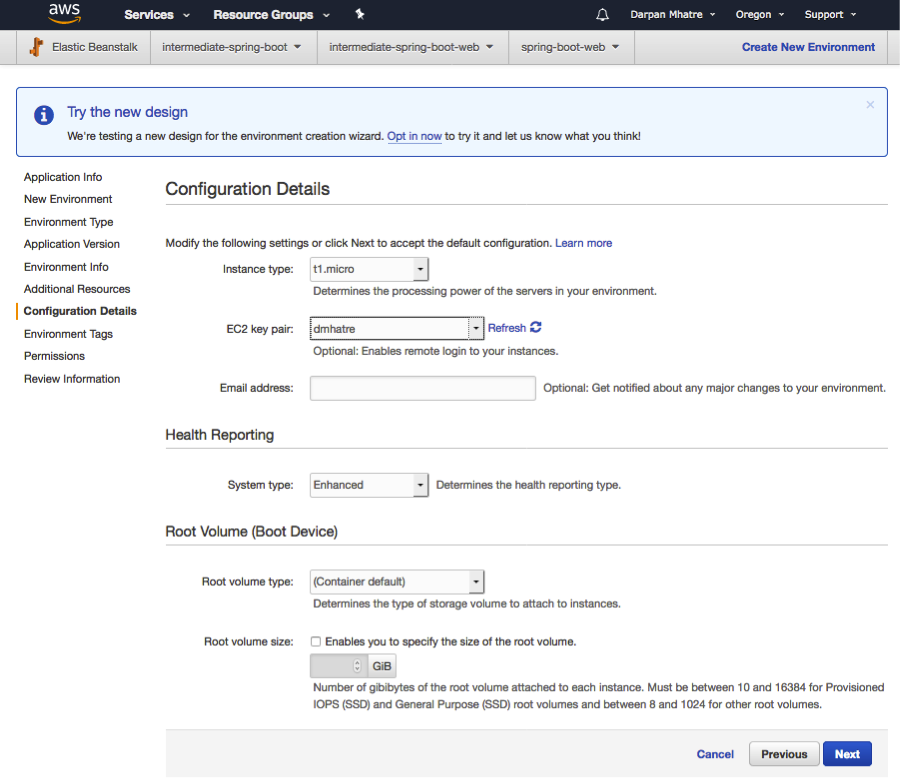 aws Services Resource Groups Darpan Mhatre Oregon Support
Elastic Beanstalk intermediate-spring-boot intermediate-spring-boot-web spring-boot-web Create New Environment
Try the new design
We're testing a new design for the environment creation wizard. Opt in now to try it and let us know what you think!
Application Info
New Environment
Environment Type
Application Version
Environment Info
Additional Resources
Configuration Details
Environment Tags
Permissions
Review Information
Configuration Details
Modify the following settings or click Next to accept the default configuration. Learn more
Instance type: t1.micro
Determines the processing power of the servers in your environment.
EC2 key pair: dmhatre Refresh
Optional: Enables remote login to your instances.
Email address: Optional: Get notified about any major changes to your environment.
Health Reporting
System type: Enhanced Determines the health reporting type.
Root Volume (Boot Device)
Root volume type: (Container default)
Determines the type of storage volume to attach to instances.
Root volume size: Enables you to specify the size of the root volume.
GiB
Number of gibibytes of the root volume attached to each instance. Must be between 10 and 16384 for Provisioned
IOPS (SSD) and General Purpose (SSD) root volumes and between 8 and 1024 for other root volumes.
Cancel Previous Next